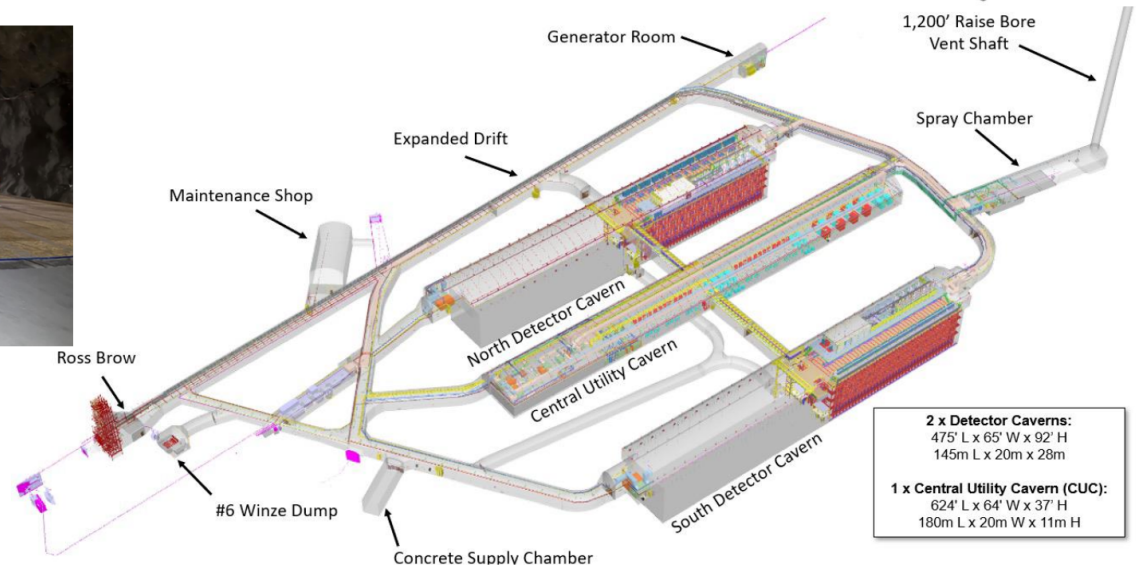 1,200' Raise Bore
Vent Shaft
Generator Room
Spray Chamber
Expanded Drift
Maintenance Shop
North Detector Cavern
Central Utility Cavern
Ross Brow
South Detector Cavern
#6 Winze Dump
Concrete Supply Chamber
2 x Detector Caverns:
475' L x 65' W x 92' H
145m L x 20m x 28m
1 x Central Utility Cavern (CUC):
624' L x 64' W x 37' H
180m L x 20m W x 11m H